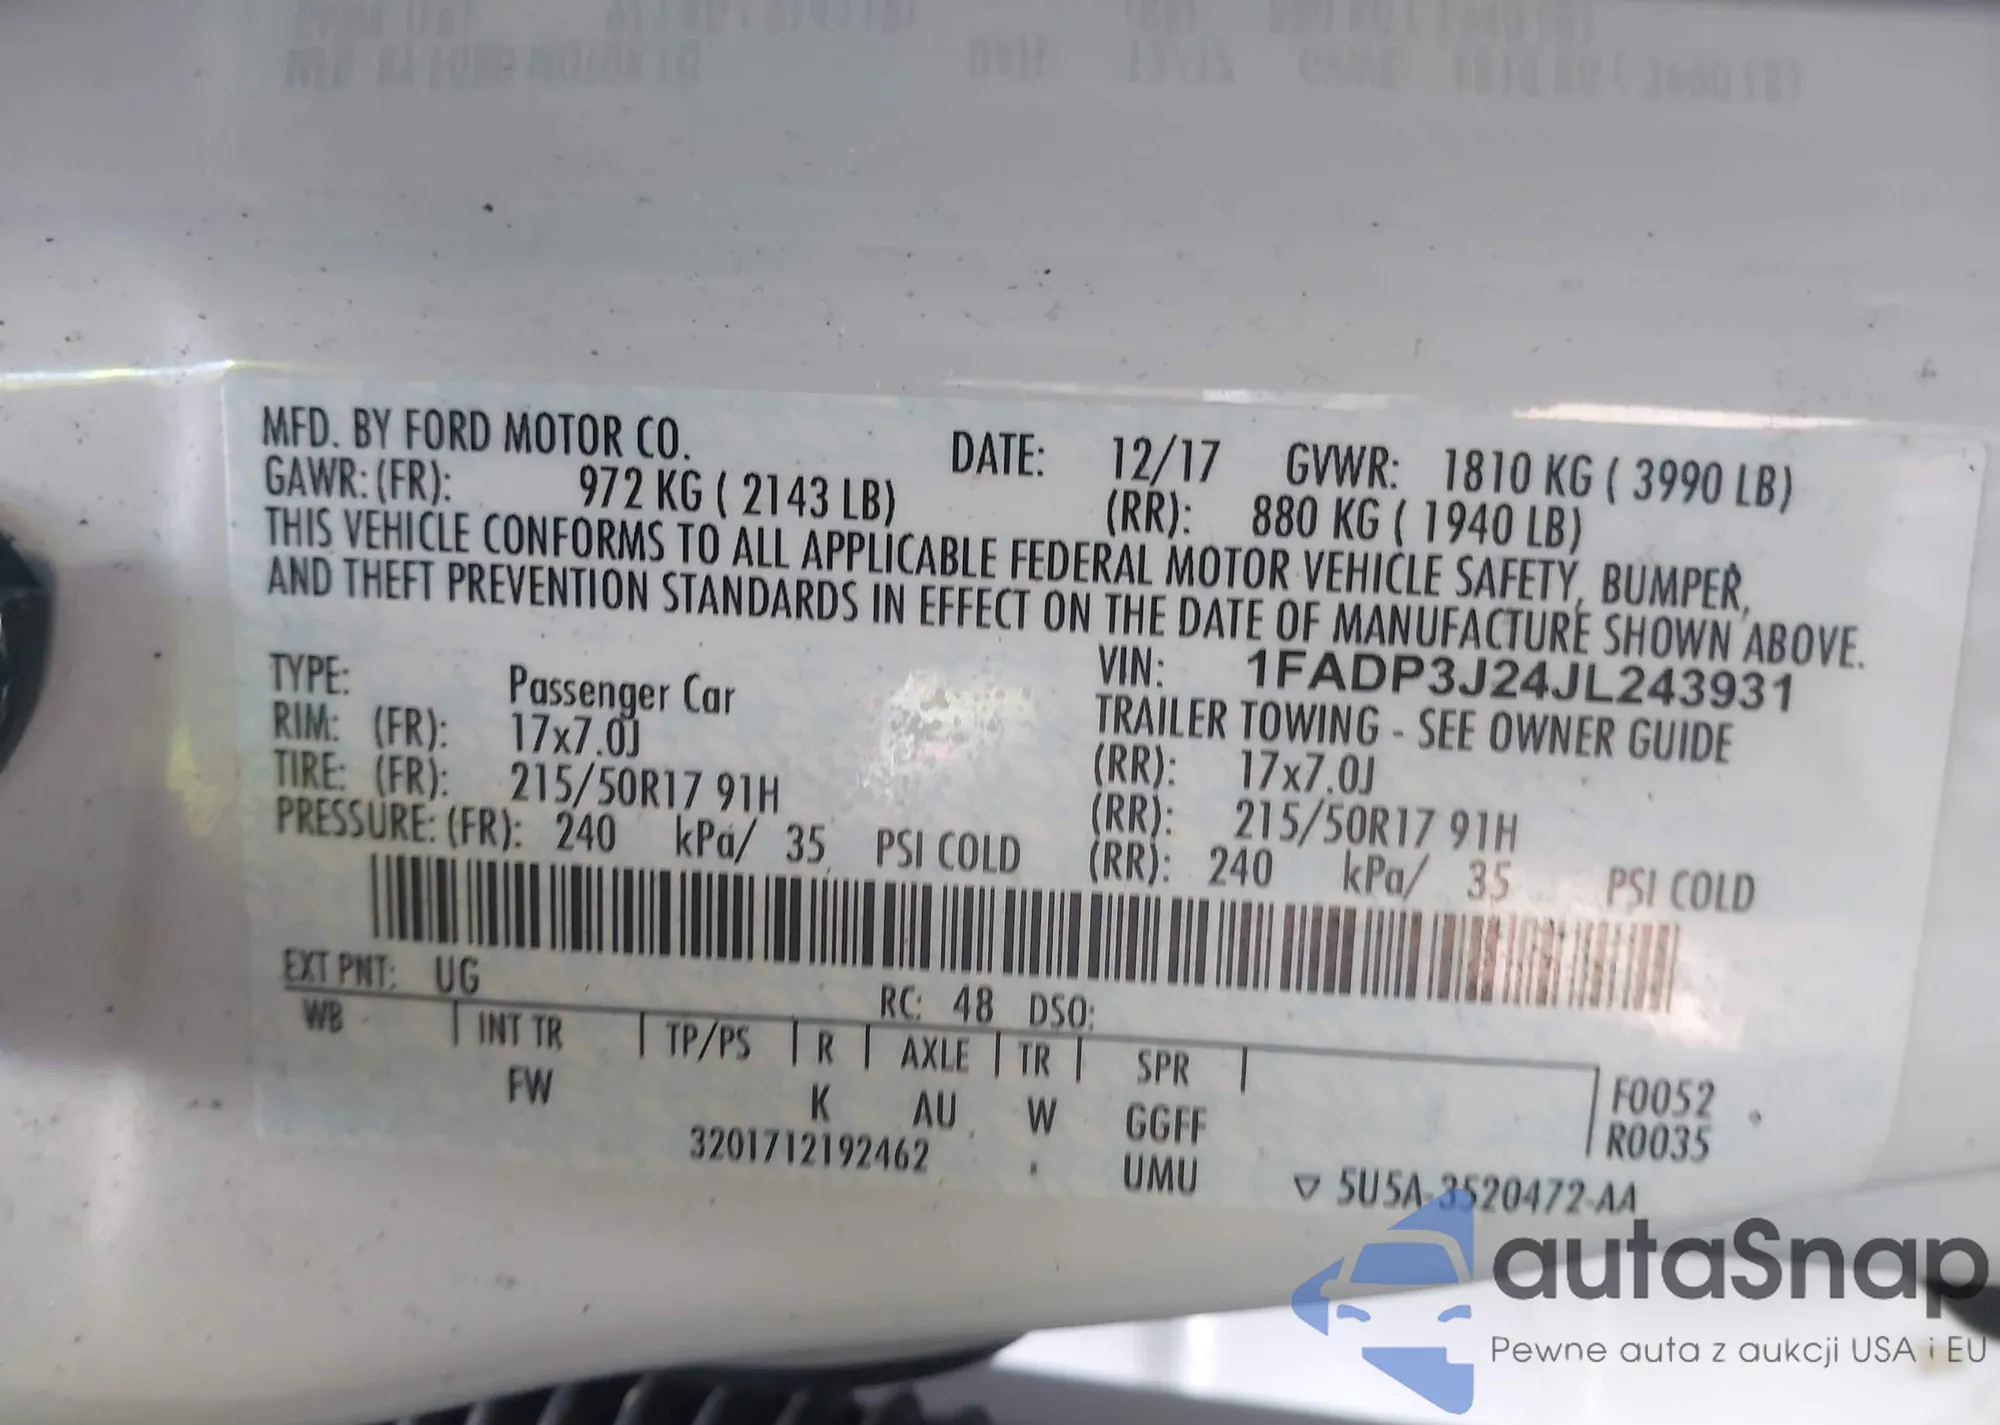 MFD. BY FORD MOTOR CO. DATE: 12/17 GVWR: 1810 KG ( 3990 LB)
GAWR: (FR): 972 KG ( 2143 LB) (RR): 880 KG ( 1940 LB)
THIS VEHICLE CONFORMS TO ALL APPLICABLE FEDERAL MOTOR VEHICLE SAFETY, BUMPER,
AND THEFT PREVENTION STANDARDS IN EFFECT ON THE DATE OF MANUFACTURE SHOWN ABOVE.
VIN: 1FADP3J24JL243931
TYPE: Passenger Car TRAILER TOWING - SEE OWNER GUIDE
RIM: (FR): 17x7.0J (RR): 17x7.0J
TIRE: (FR): 215/50R17 91H (RR): 215/50R17 91H
PRESSURE: (FR): 240 kPa/ 35 PSI COLD (RR): 240 kPa/ 35 PSI COLD
EXT PNT: UG RC: 48 DSO:
WB | INT TR | TP/PS | R | AXLE | TR | SPR |
FW K AU W GGFF F0052
UMU R0035
3201712192462 ▽ 5U5A-3520472-AA
autaSnap
Pewne auta z aukcji USA i EU